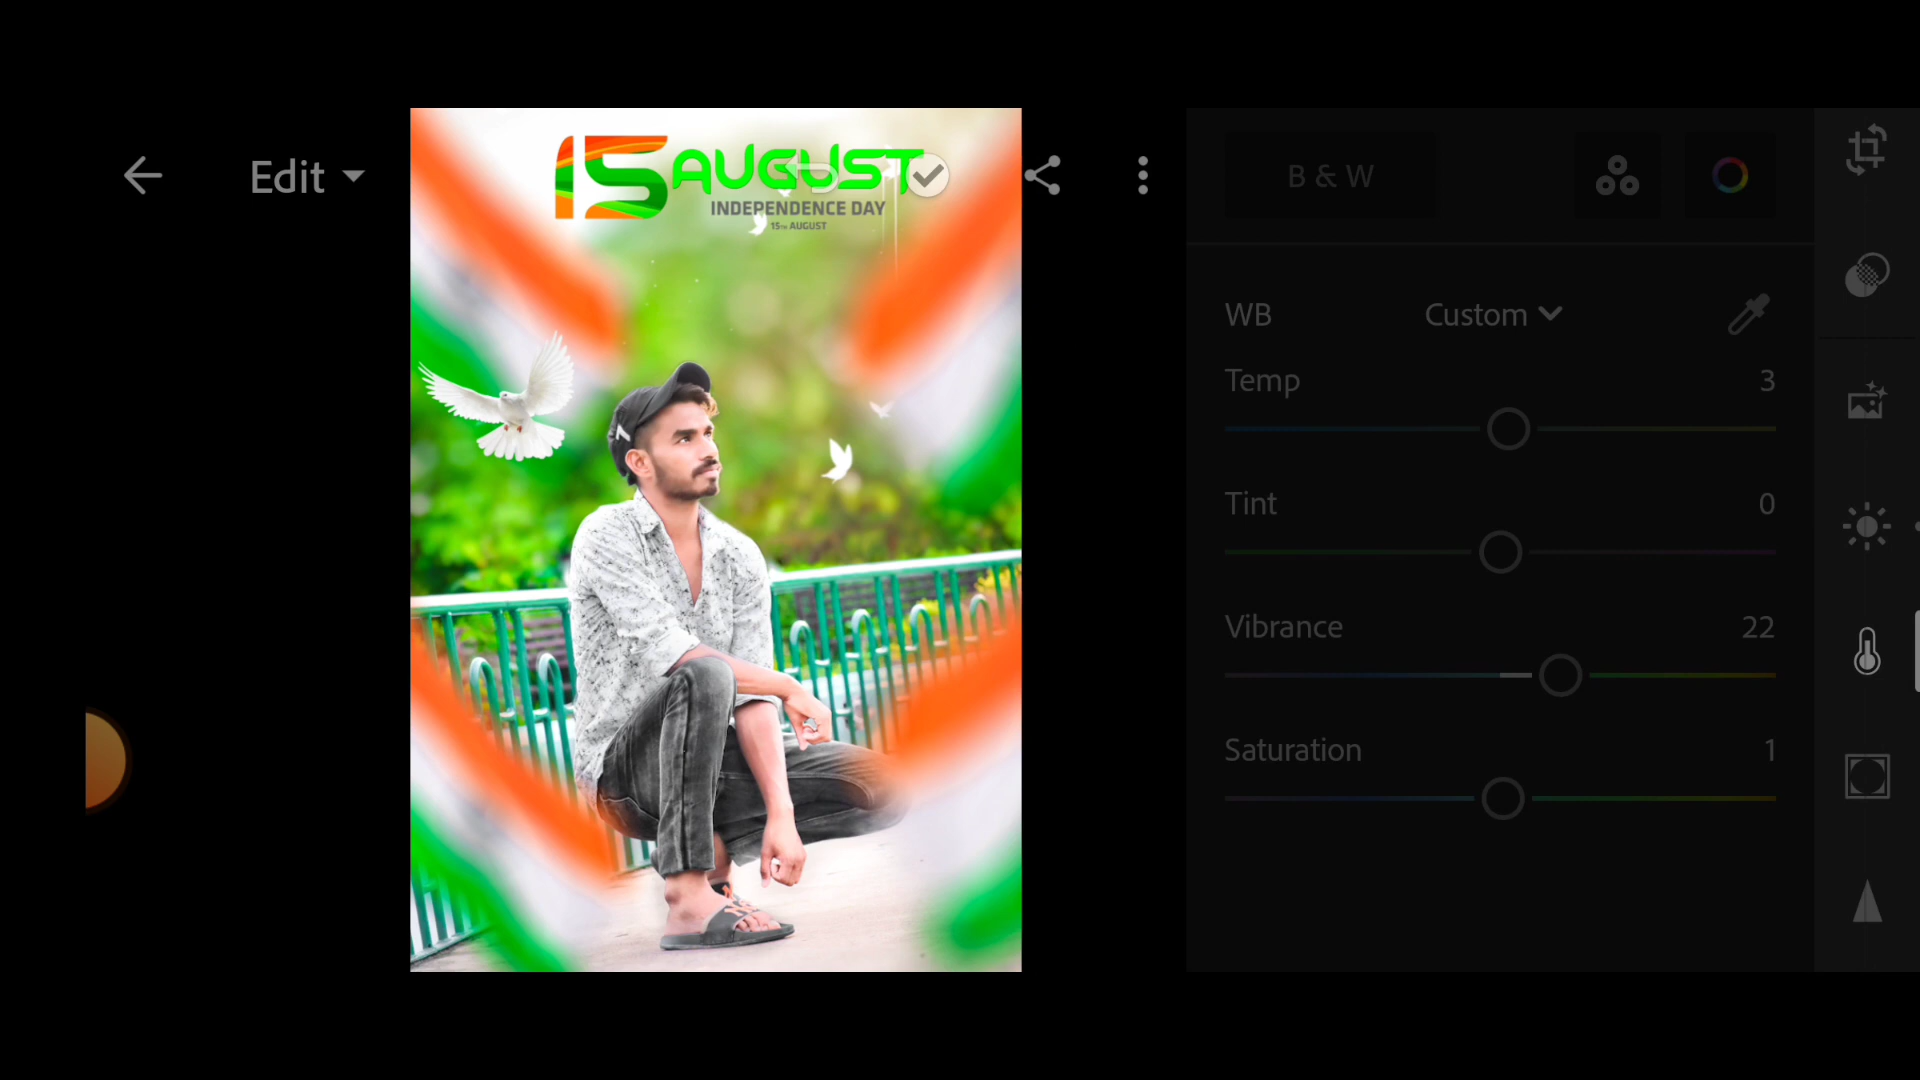 Edit
15 AUGUST
INDEPENDENCE DAY
15TH AUGUST
B & W
WB Custom
Temp 3
Tint 0
Vibrance 22
Saturation 1